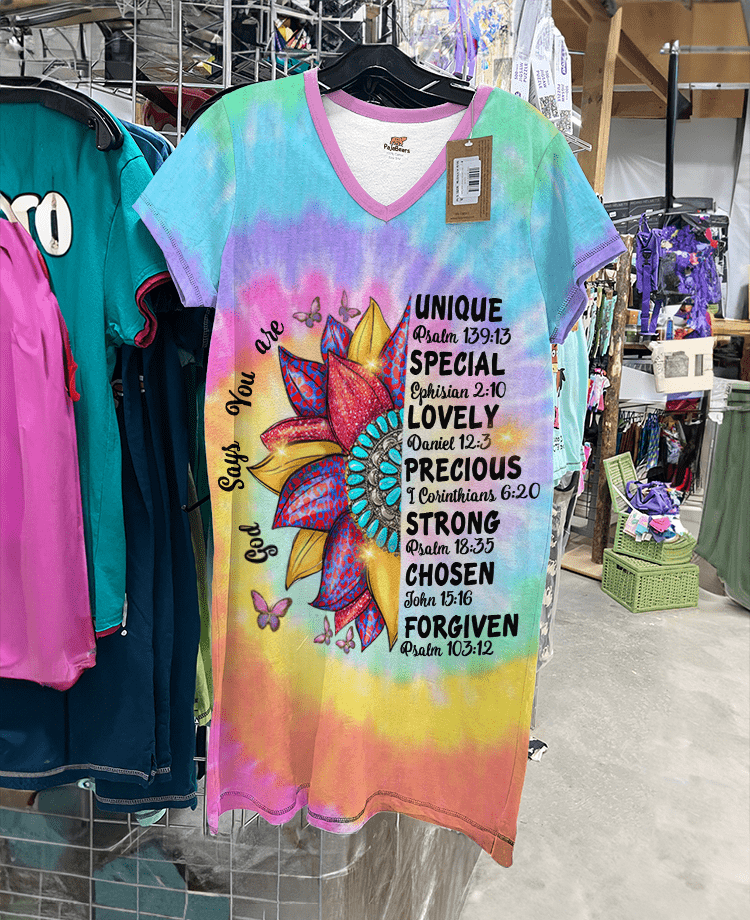 PajaBears
ro
God Says You are
UNIQUE
Psalm 139:13
SPECIAL
Ephisian 2:10
LOVELY
Daniel 12:3
PRECIOUS
I Corinthians 6:20
STRONG
Psalm 18:35
CHOSEN
John 15:16
FORGIVEN
Psalm 103:12